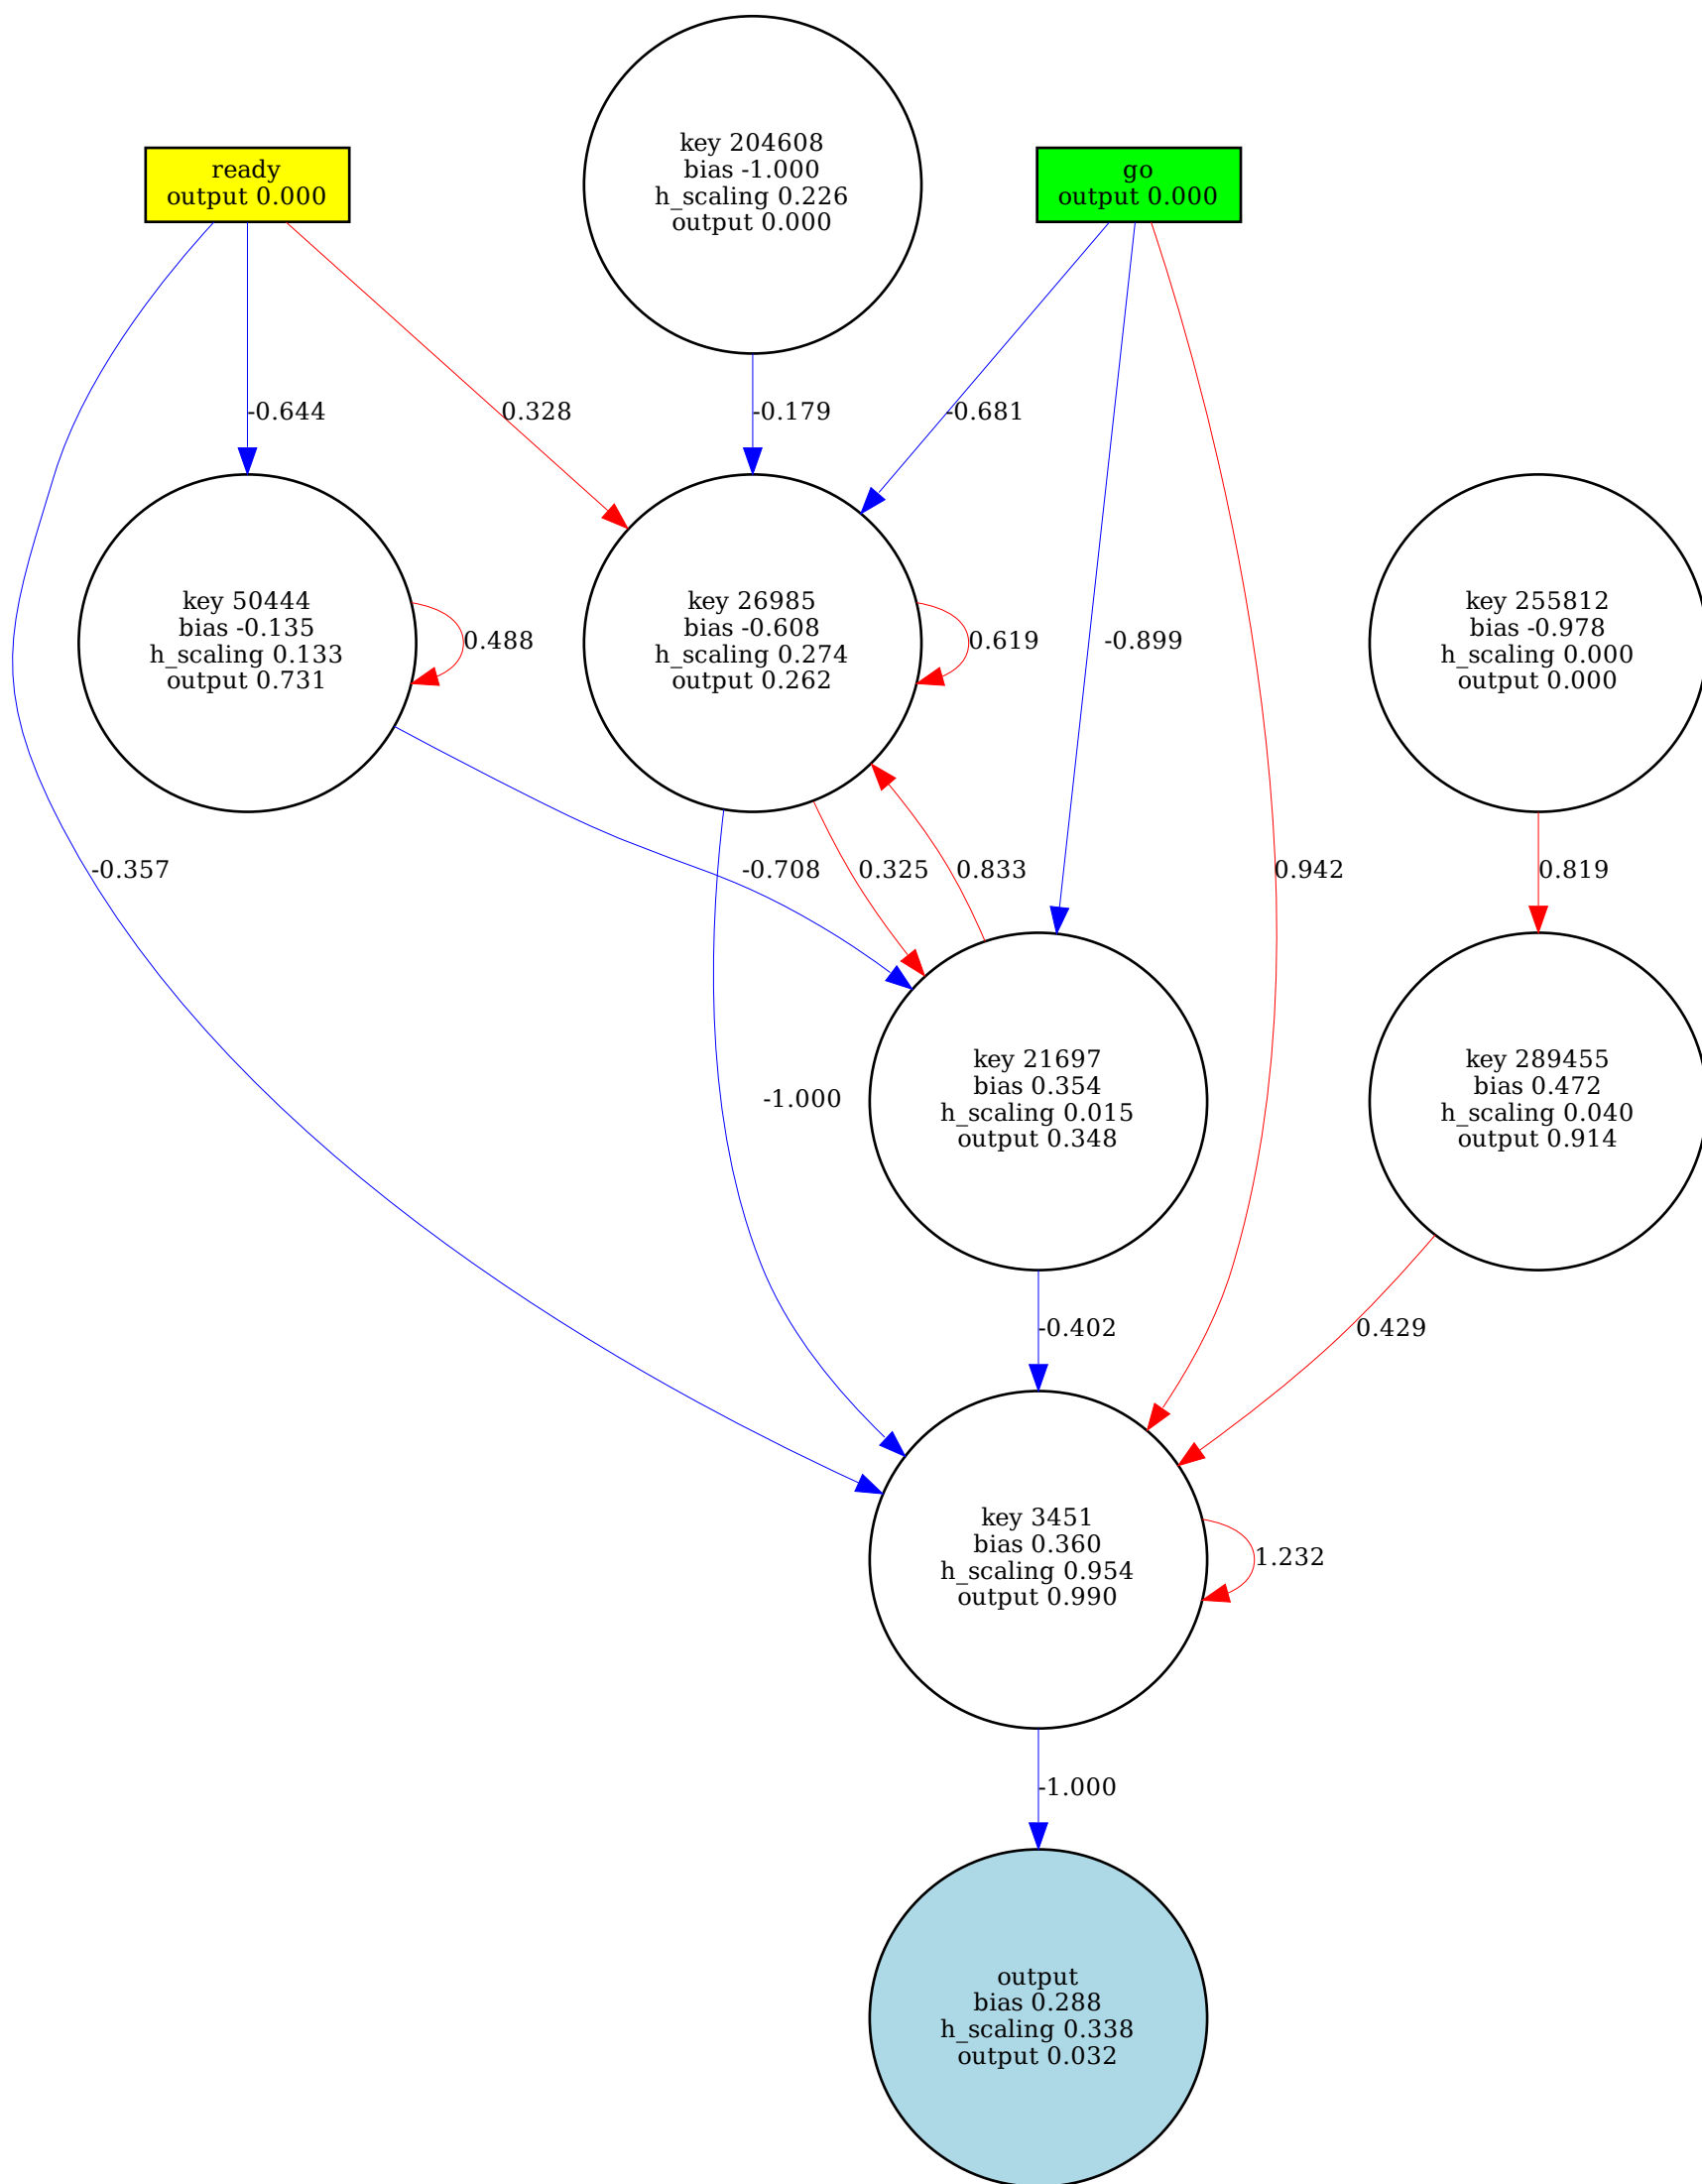 key 204608
bias -1.000
h_scaling 0.226
output 0.000
ready
output 0.000
go
output 0.000
-0.644
0.328
-0.179
-0.681
key 50444
bias -0.135
h_scaling 0.133
output 0.731
0.488
key 26985
bias -0.608
h_scaling 0.274
output 0.262
0.619
-0.899
key 255812
bias -0.978
h_scaling 0.000
output 0.000
-0.357
-0.708
0.325
0.833
0.942
0.819
-1.000
key 21697
bias 0.354
h_scaling 0.015
output 0.348
key 289455
bias 0.472
h_scaling 0.040
output 0.914
-0.402
0.429
key 3451
bias 0.360
h_scaling 0.954
output 0.990
1.232
-1.000
output
bias 0.288
h_scaling 0.338
output 0.032